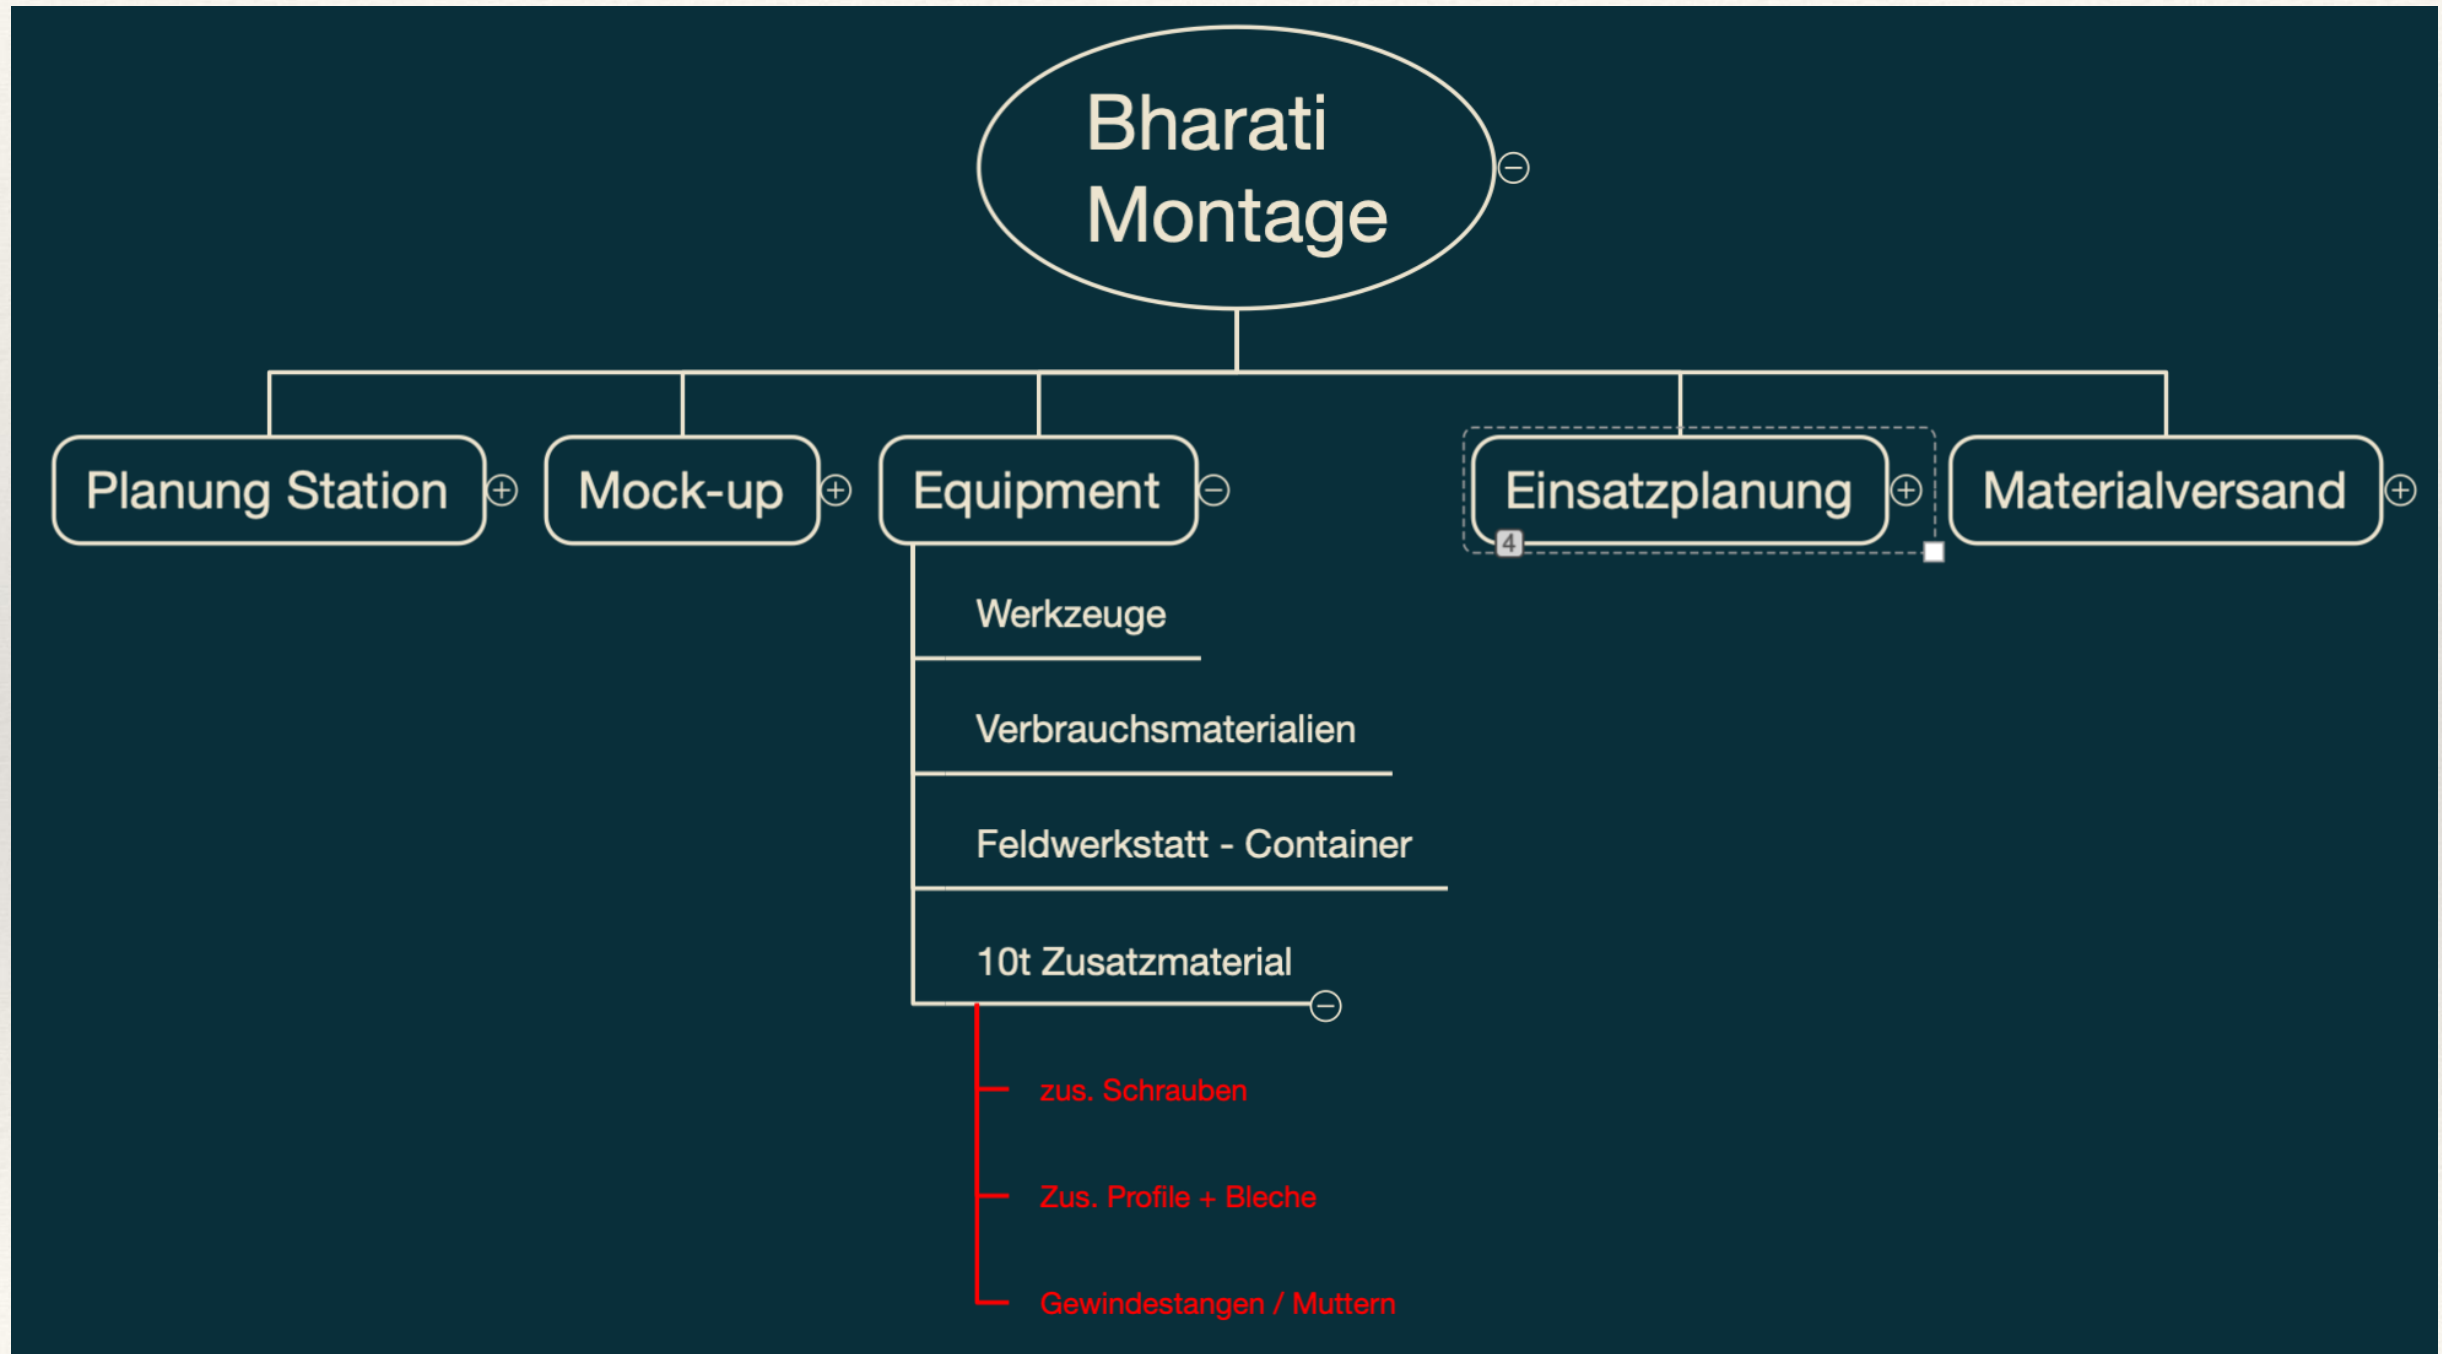 Bharati
Montage
Planung Station
Mock-up
Equipment
Einsatzplanung
Materialversand
4
Werkzeuge
Verbrauchsmaterialien
Feldwerkstatt - Container
10t Zusatzmaterial
zus. Schrauben
Zus. Profile + Bleche
Gewindestangen / Muttern